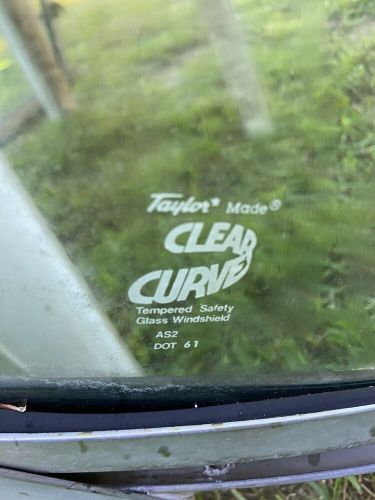 Taylor* Made®
CLEAR
CURVE
Tempered Safety
Glass Windshield
AS2
DOT 61